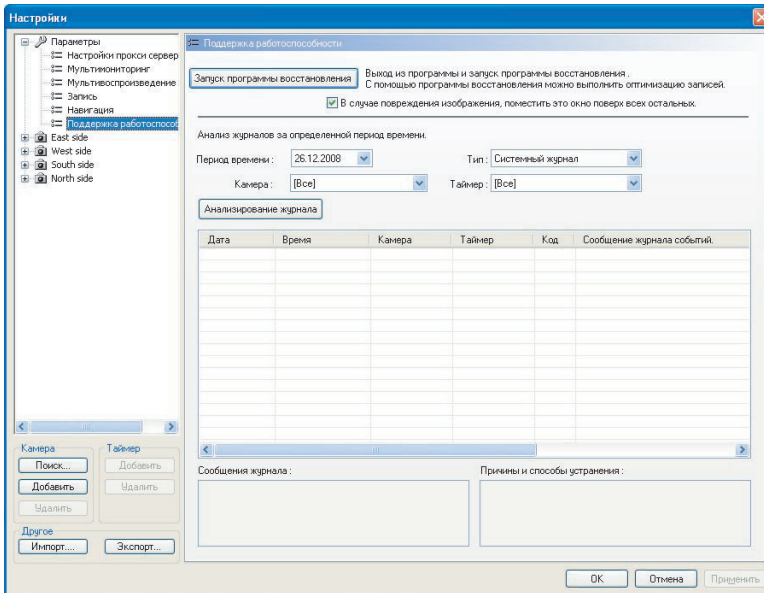 Настройки
Параметры
Настройки прокси сервер
Мультимониторинг
Мультивоспроизведение
Запись
Навигация
Поддержка работоспособ
East side
West side
South side
North side
Камера
Таймер
Поиск...
Добавить
Добавить
Удалить
Удалить
Другое
Импорт....
Экспорт...
Поддержка работоспособности
Запуск программы восстановления
Выход из программы и запуск программы восстановления .
С помощью программы восстановления можно выполнить оптимизацию записей.
В случае повреждения изображения, поместить это окно поверх всех остальных.
Анализ журналов за определенной период времени.
Период времени :
26.12.2008
Тип :
Системный журнал
Камера :
[Все]
Таймер :
[Все]
Анализирование журнала
Дата Время Камера Таймер Код Сообщение журнала событий.
Сообщения журнала :
Причины и способы устранения :
OK
Отмена
Применить